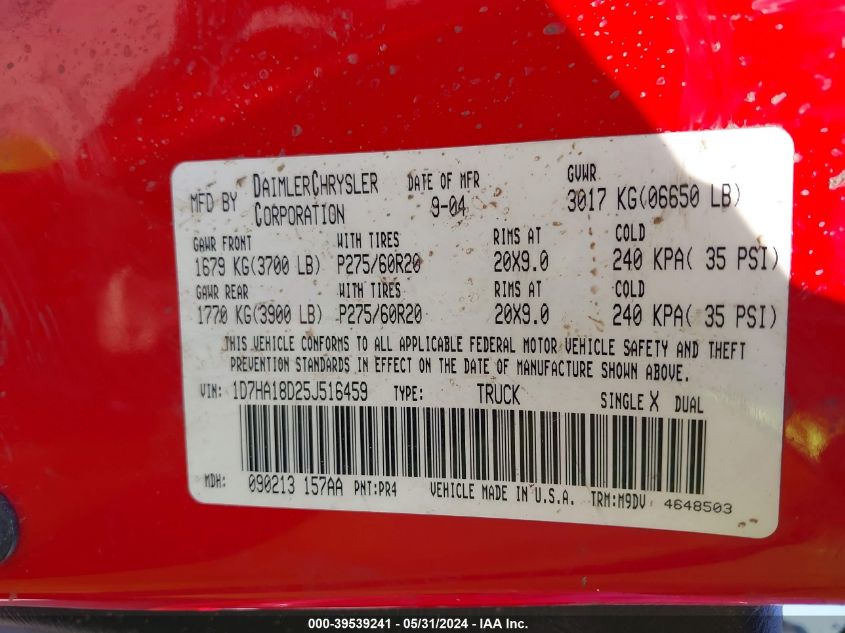 MFD BY DAIMLERCHRYSLER CORPORATION DATE OF MFR 9-04 GVWR 3017 KG(06650 LB)
GAWR FRONT WITH TIRES RIMS AT COLD
1679 KG(3700 LB) P275/60R20 20X9.0 240 KPA( 35 PSI)
GAWR REAR WITH TIRES RIMS AT COLD
1770 KG(3900 LB) P275/60R20 20X9.0 240 KPA( 35 PSI)
THIS VEHICLE CONFORMS TO ALL APPLICABLE FEDERAL MOTOR VEHICLE SAFETY AND THEFT
PREVENTION STANDARDS IN EFFECT ON THE DATE OF MANUFACTURE SHOWN ABOVE.
VIN: 1D7HA18D25J516459 TYPE: TRUCK SINGLE X DUAL
MDH: 090213 157AA PNT:PR4 VEHICLE MADE IN U.S.A. TRM:M9DV 4648503
000-39539241 / 05/31/2024 - IAA Inc.